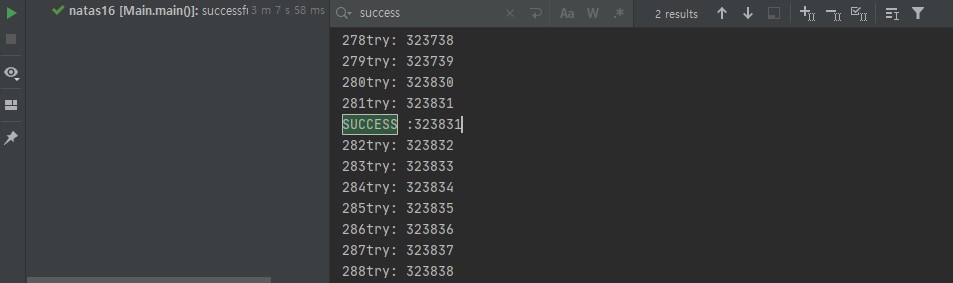 natas16 [Main.main()]: successfi 3 m 7 s 58 ms
success
Aa W .* 2 results
278try: 323738
279try: 323739
280try: 323830
281try: 323831
SUCCESS :323831
282try: 323832
283try: 323833
284try: 323834
285try: 323835
286try: 323836
287try: 323837
288try: 323838